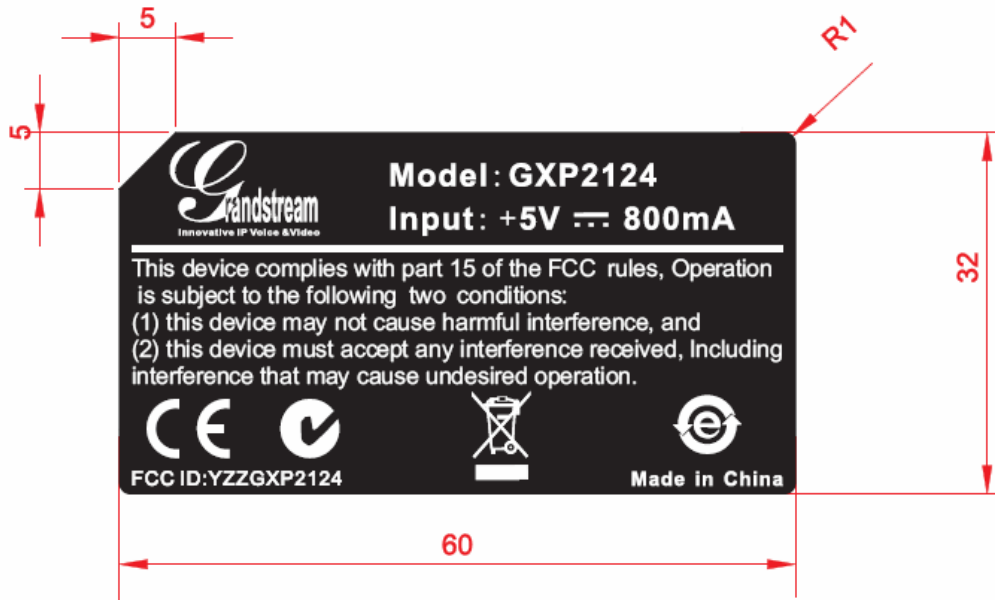 5
R1
5
Grandstream
Innovative IP Voice &Video
Model: GXP2124
Input: +5V ⎓ 800mA
32
This device complies with part 15 of the FCC rules, Operation
is subject to the following two conditions:
(1) this device may not cause harmful interference, and
(2) this device must accept any interference received, Including
interference that may cause undesired operation.
CE
e
FCC ID:YZZGXP2124
Made in China
60